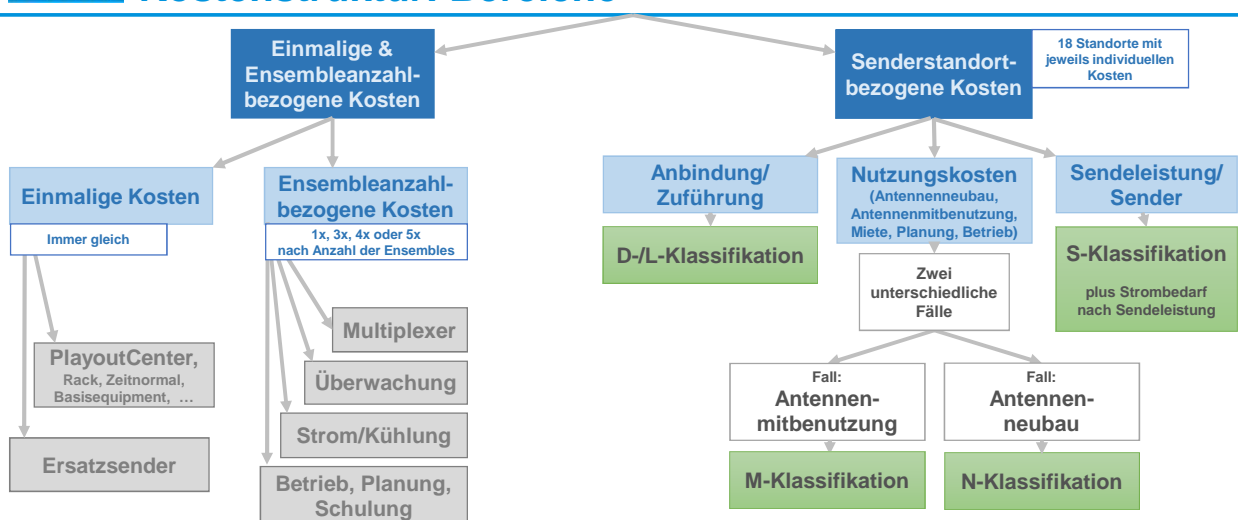 Einmalige &
Ensembleanzahl-
bezogene Kosten
Senderstandort-
bezogene Kosten
18 Standorte mit
jeweils individuellen
Kosten
Einmalige Kosten
Immer gleich
Ensembleanzahl-
bezogene Kosten
1x, 3x, 4x oder 5x
nach Anzahl der Ensembles
Anbindung/
Zuführung
D-/L-Klassifikation
Nutzungskosten
(Antennenneubau,
Antennenmitbenutzung,
Miete, Planung, Betrieb)
Sendeleistung/
Sender
S-Klassifikation
plus Strombedarf
nach Sendeleistung
Zwei
unterschiedliche
Fälle
Multiplexer
PlayoutCenter,
Rack, Zeitnormal,
Basisequipment, …
Überwachung
Strom/Kühlung
Ersatzsender
Betrieb, Planung,
Schulung
Fall:
Antennen-
mitbenutzung
Fall:
Antennen-
neubau
M-Klassifikation
N-Klassifikation